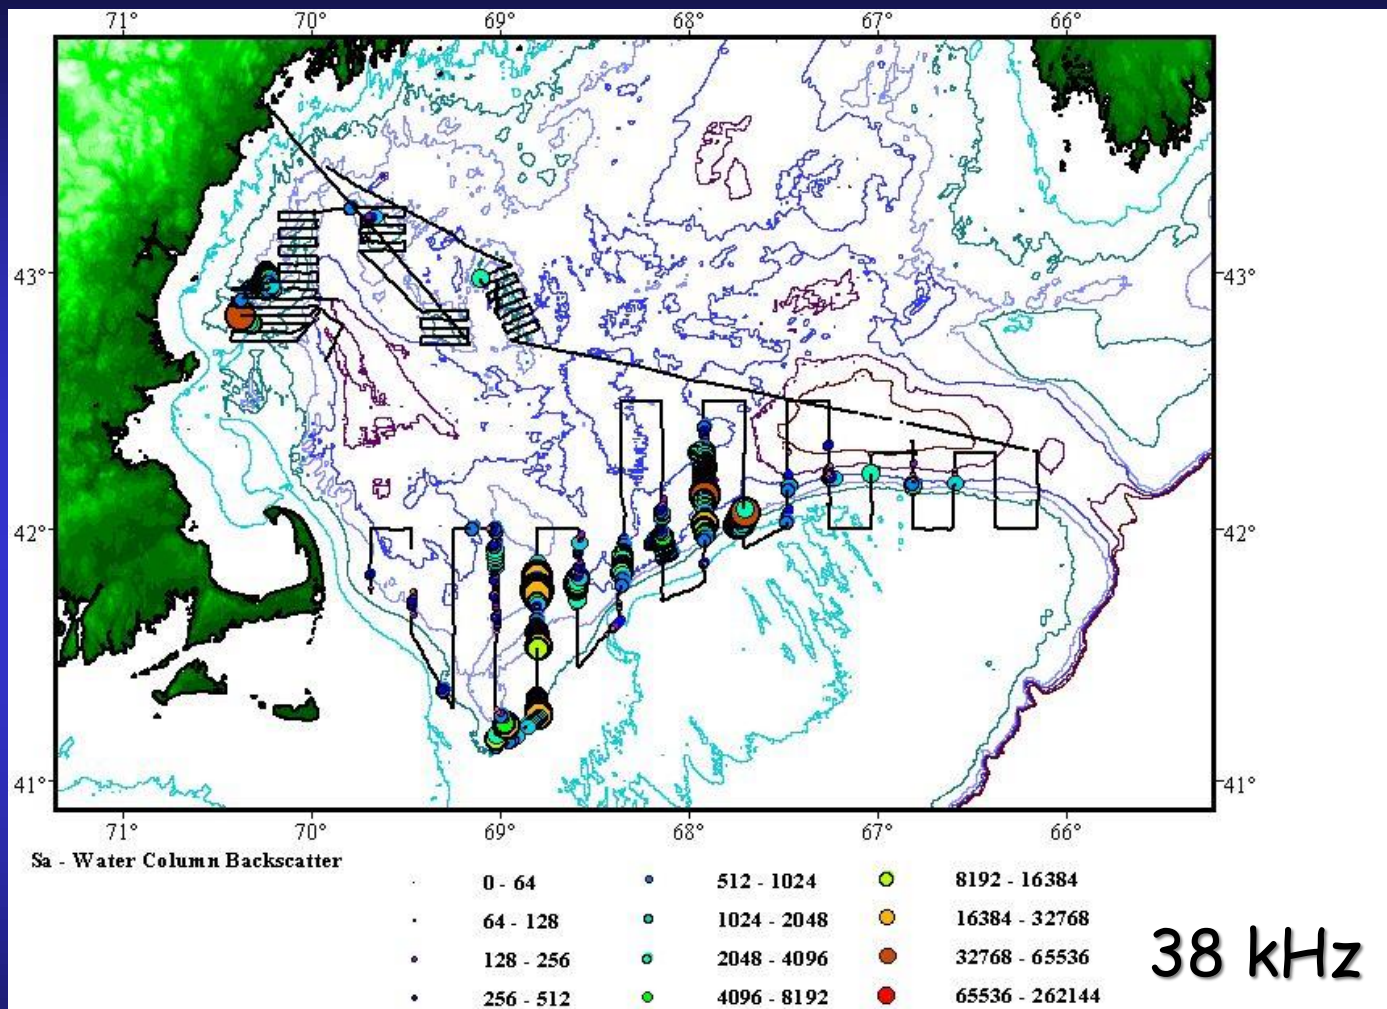 71° 70° 69° 68° 67° 66°
43° 43°
42° 42°
41° 41°
71° 70° 69° 68° 67° 66°
Sa - Water Column Backscatter
0 - 64 512 - 1024 8192 - 16384
64 - 128 1024 - 2048 16384 - 32768
128 - 256 2048 - 4096 32768 - 65536
256 - 512 4096 - 8192 65536 - 262144
38 kHz